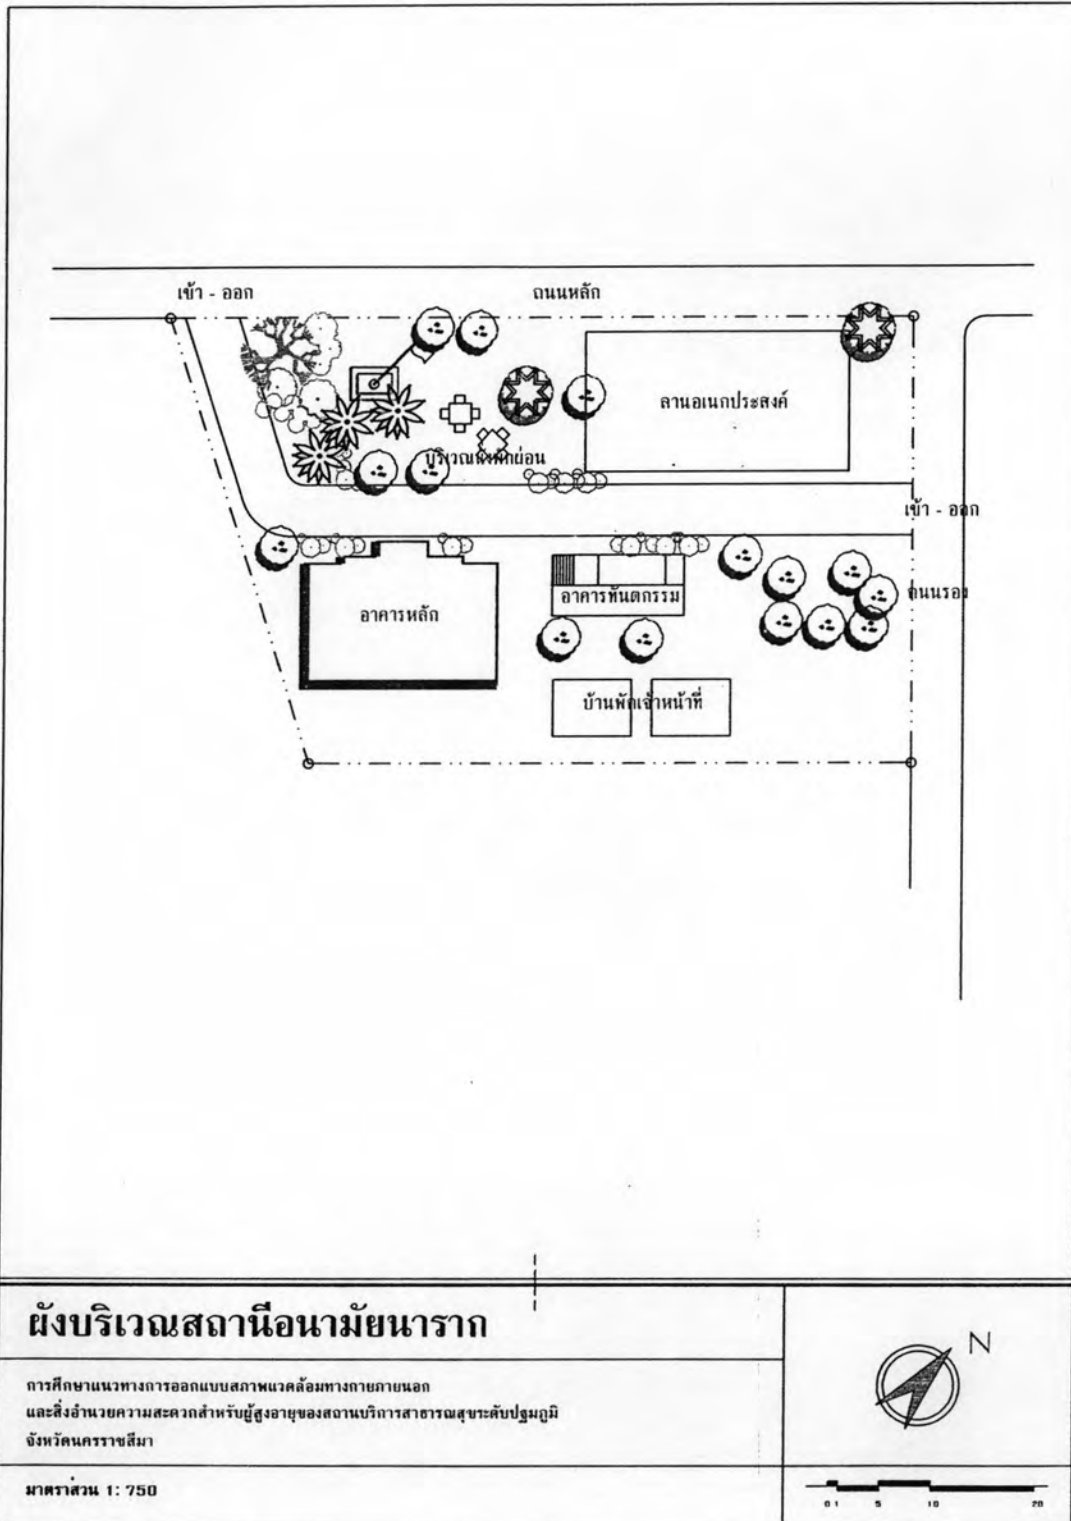 เข้า - ออก
ถนนหลัก
ลานอเนกประสงค์
บริเวณนั่งพักผ่อน
เข้า - ออก
อาคารหลัก
อาคารทันตกรรม
ถนนรอง
บ้านพักเจ้าหน้าที่
ผังบริเวณสถานีอนามัยนาราก
N
การศึกษาแนวทางการออกแบบสภาพแวดล้อมทางกายภายนอก
และสิ่งอำนวยความสะดวกสำหรับผู้สูงอายุของสถานบริการสาธารณสุขระดับปฐมภูมิ
จังหวัดนครราชสีมา
มาตราส่วน 1: 750
0 1 5 10 20